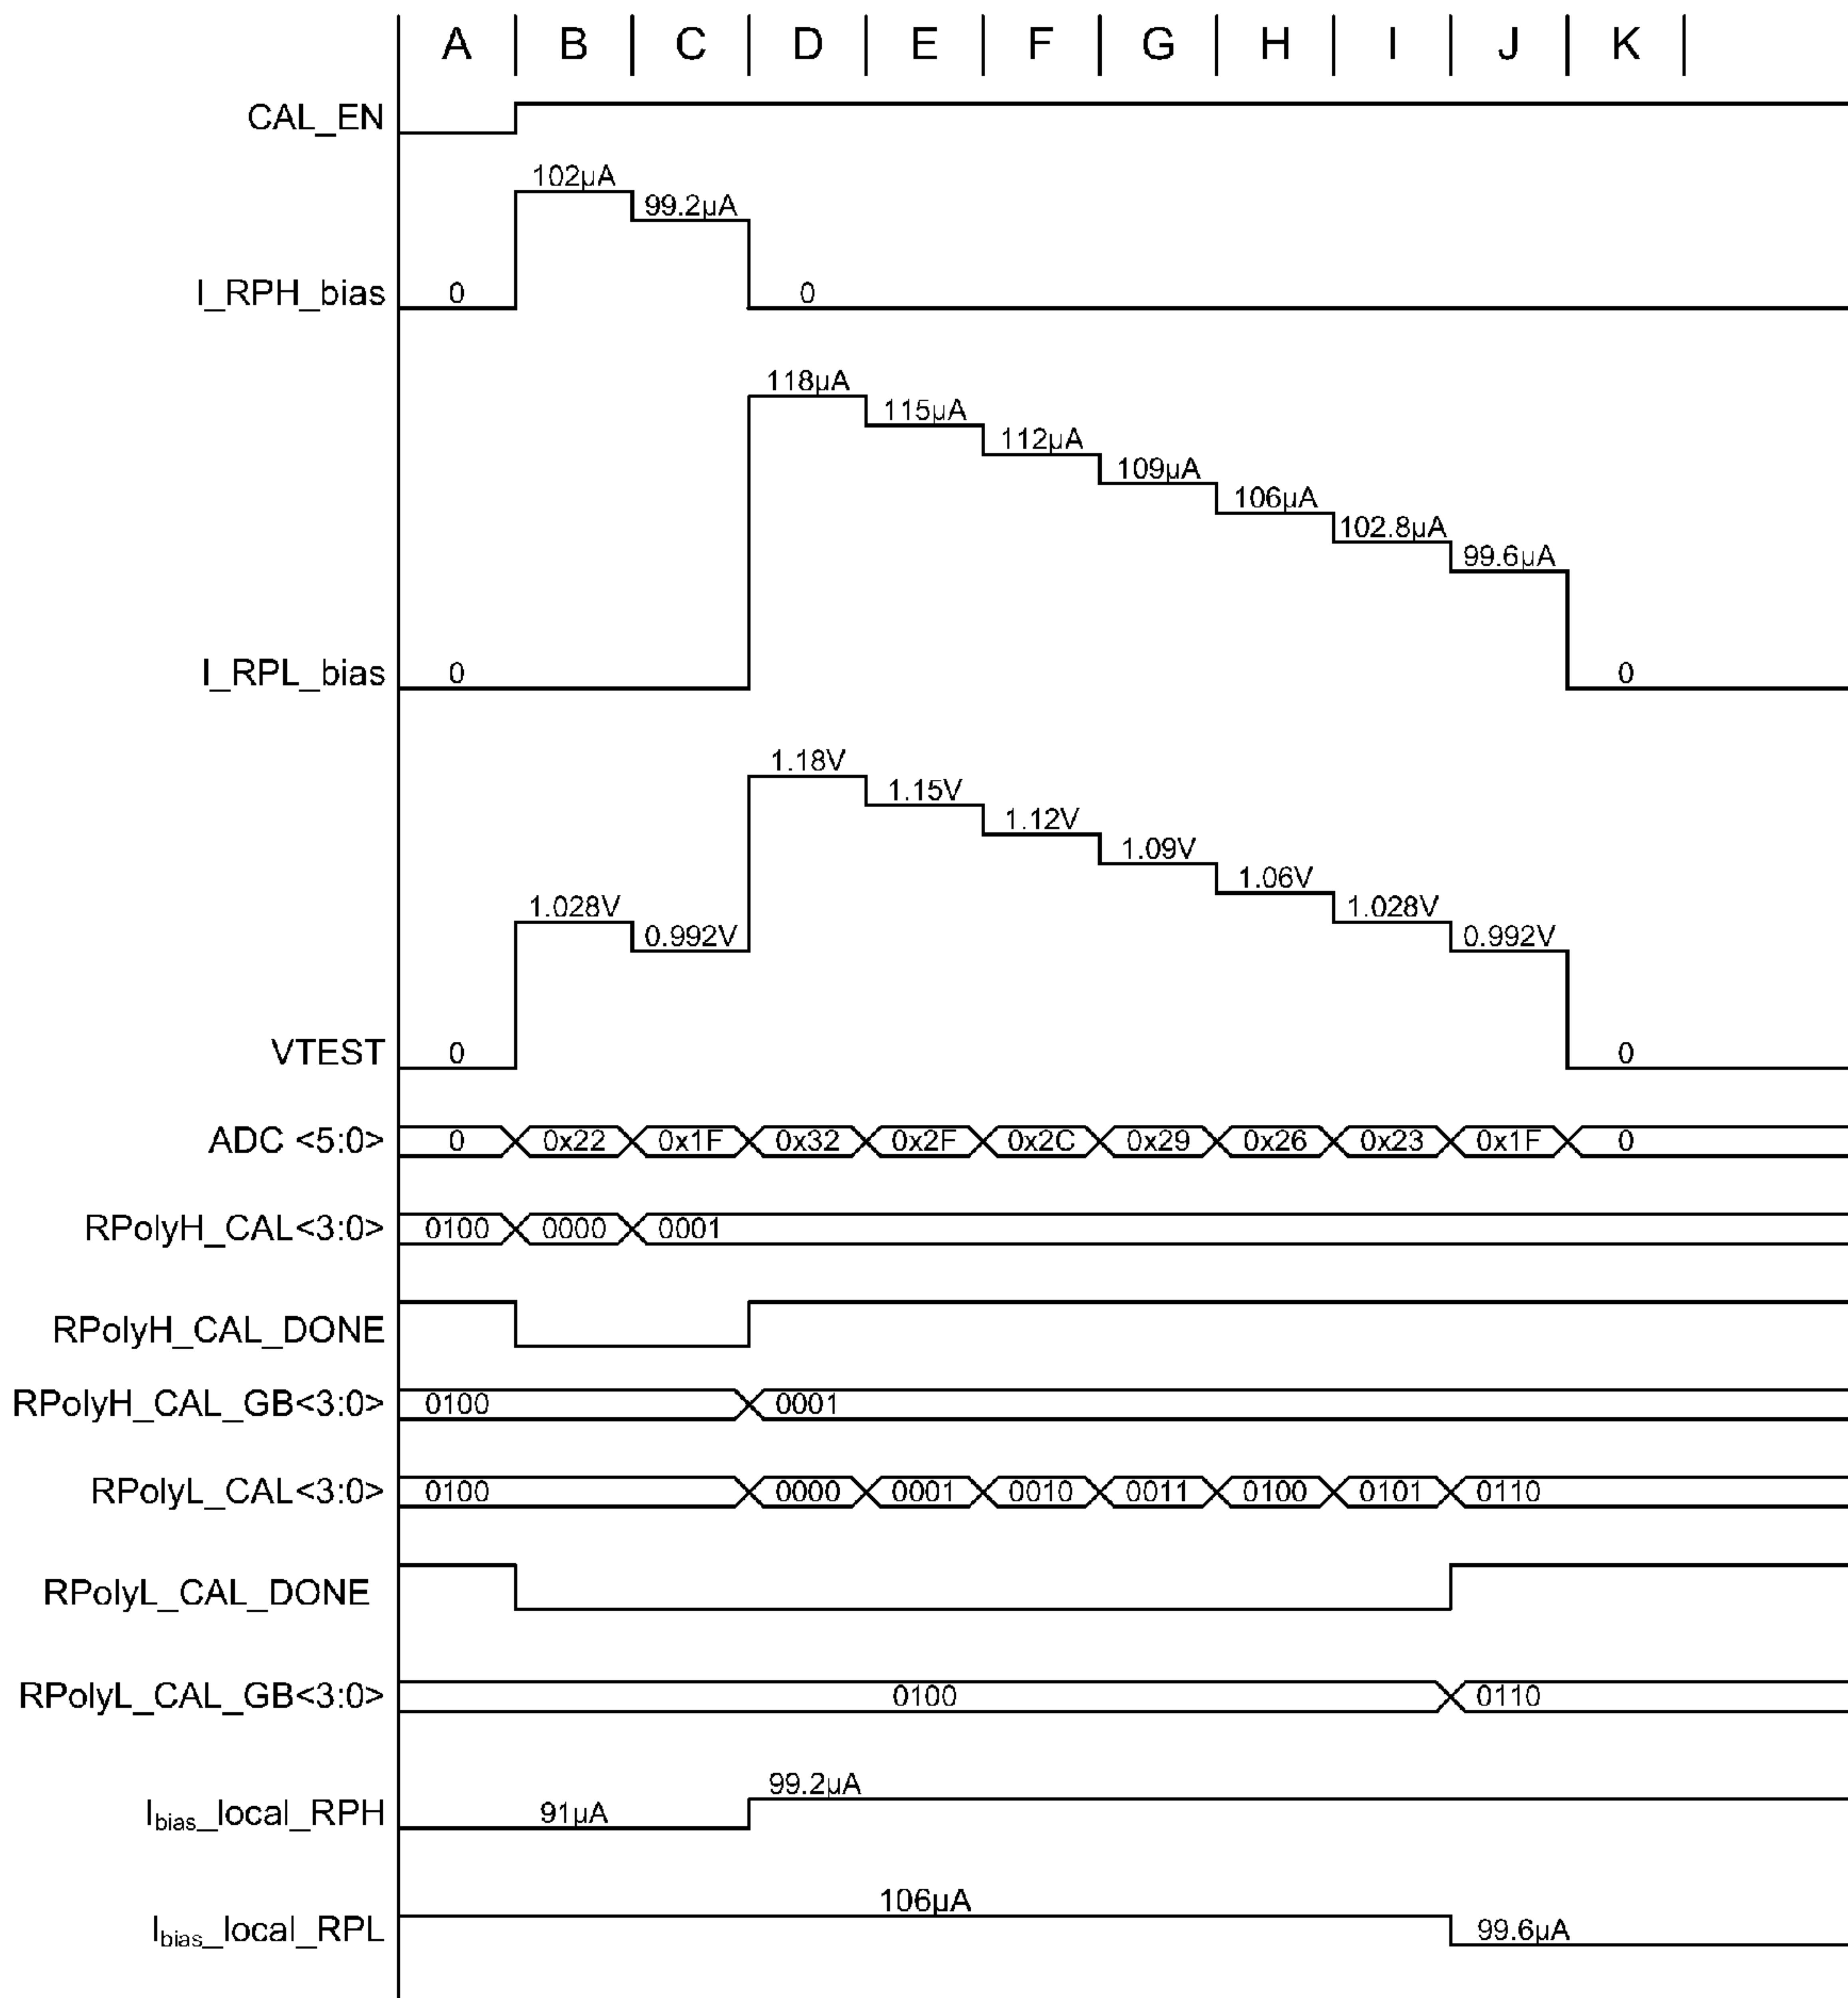 A B C D E F G H I J K
CAL_EN
102µA
99.2µA
I_RPH_bias 0 0
118µA
115µA
112µA
109µA
106µA
102.8µA
99.6µA
I_RPL_bias 0 0
1.18V
1.15V
1.12V
1.09V
1.06V
1.028V 1.028V
0.992V 0.992V
VTEST 0 0
ADC <5:0> 0 0x22 0x1F 0x32 0x2F 0x2C 0x29 0x26 0x23 0x1F 0
RPolyH_CAL<3:0> 0100 0000 0001
RPolyH_CAL_DONE
RPolyH_CAL_GB<3:0> 0100 0001
RPolyL_CAL<3:0> 0100 0000 0001 0010 0011 0100 0101 0110
RPolyL_CAL_DONE
RPolyL_CAL_GB<3:0> 0100 0110
99.2µA
Ibias_local_RPH 91µA
106µA
Ibias_local_RPL 99.6µA